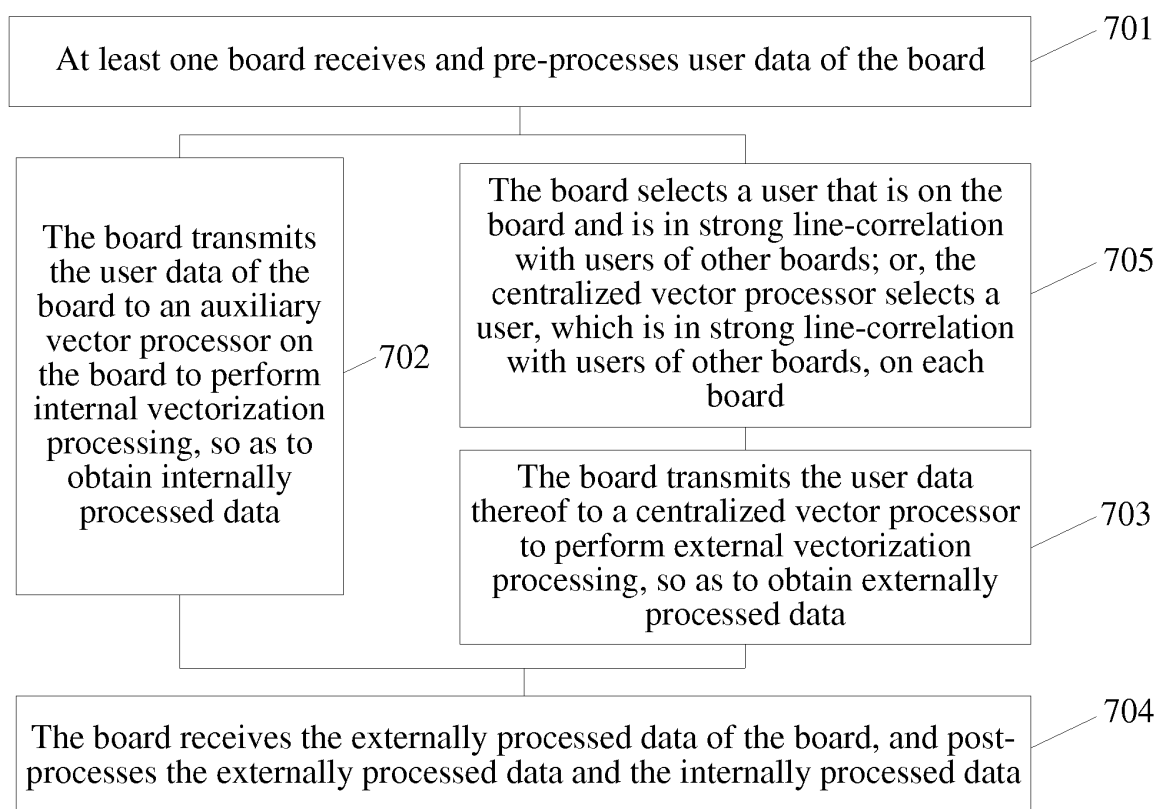 701
At least one board receives and pre-processes user data of the board
The board transmits
the user data of the
board to an auxiliary
vector processor on
the board to perform
internal vectorization
processing, so as to
obtain internally
processed data
702
The board selects a user that is on the
board and is in strong line-correlation
with users of other boards; or, the
centralized vector processor selects a
user, which is in strong line-correlation
with users of other boards, on each
board
705
The board transmits the user data
thereof to a centralized vector processor
to perform external vectorization
processing, so as to obtain externally
processed data
703
704
The board receives the externally processed data of the board, and post-
processes the externally processed data and the internally processed data